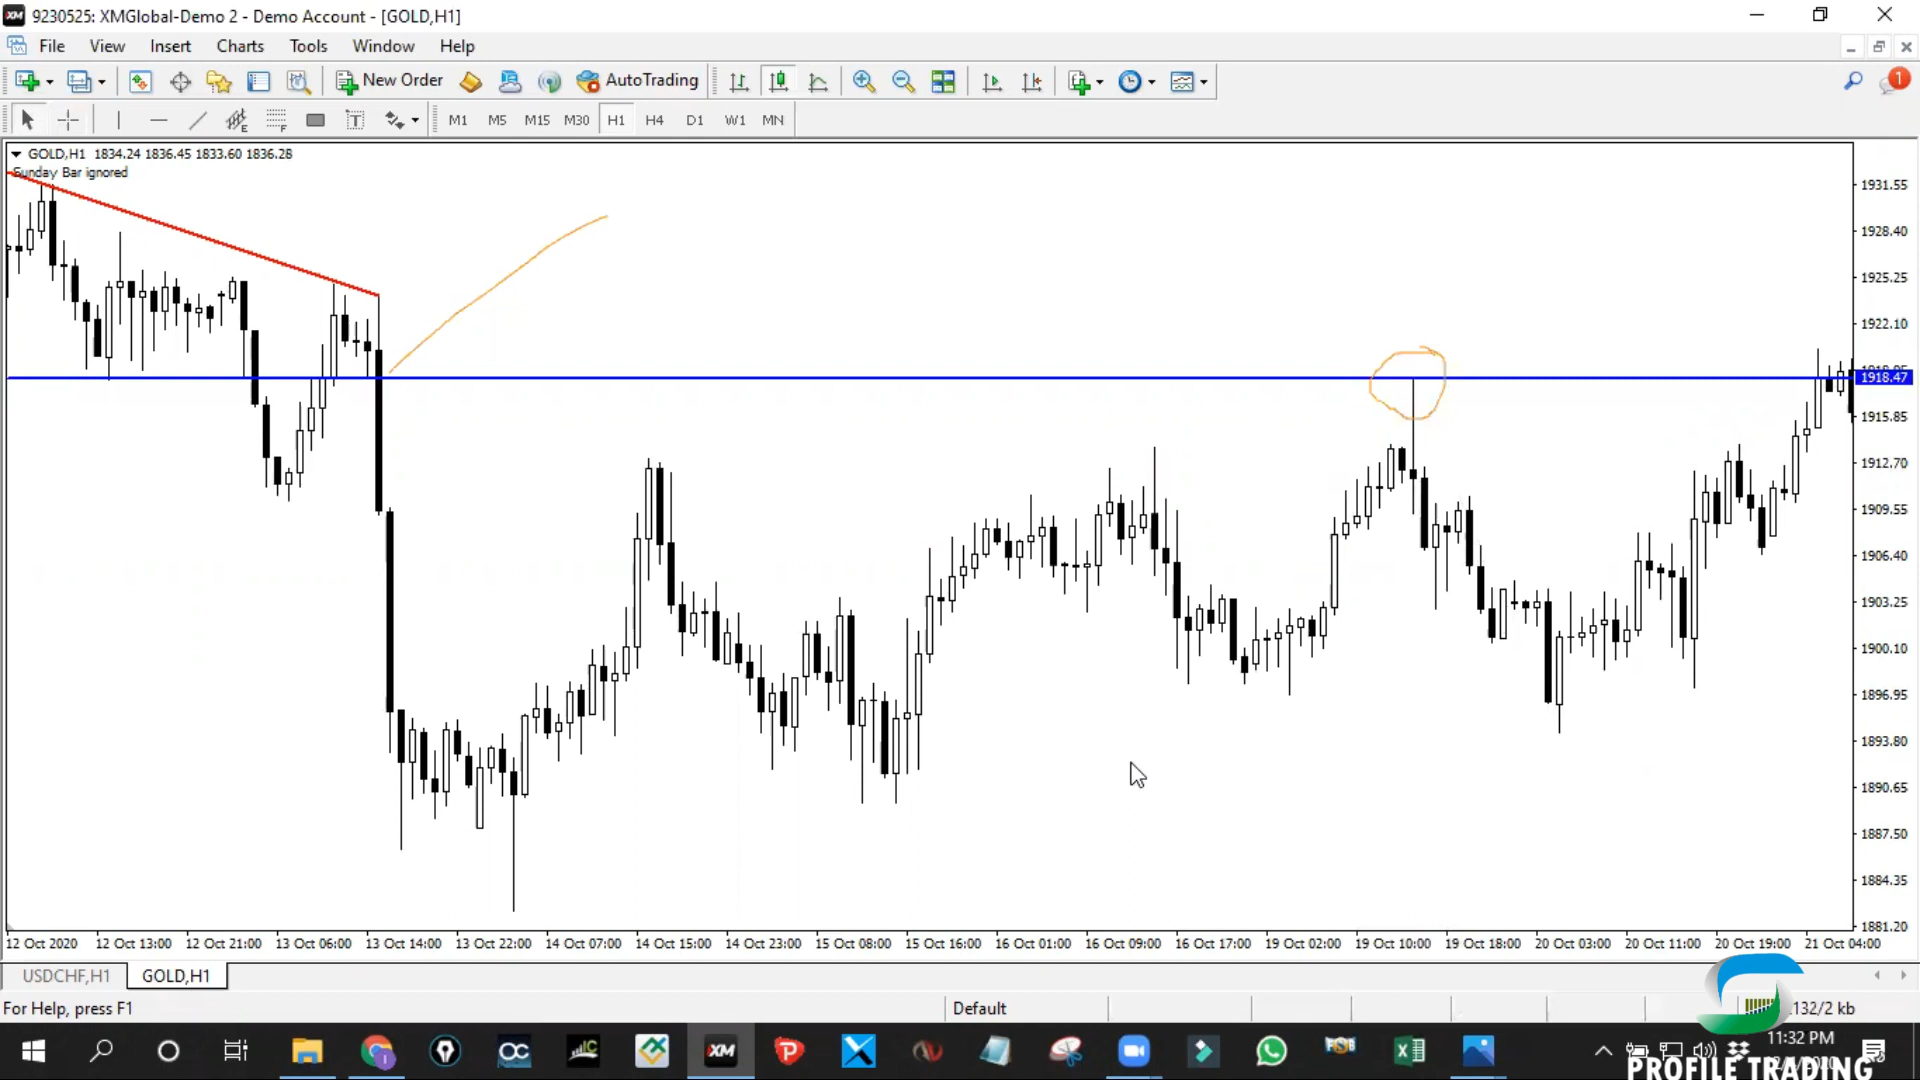 9230525: XMGlobal-Demo 2 - Demo Account - [GOLD,H1]
File View Insert Charts Tools Window Help
New Order AutoTrading 1
E F T M1 M5 M15 M30 H1 H4 D1 W1 MN
GOLD,H1 1834.24 1836.45 1833.60 1836.28
Sunday Bar ignored
1931.55
1928.40
1925.25
1922.10
1918.47
1915.85
1912.70
1909.55
1906.40
1903.25
1900.10
1896.95
1893.80
1890.65
1887.50
1884.35
1881.20
12 Oct 2020 12 Oct 13:00 12 Oct 21:00 13 Oct 06:00 13 Oct 14:00 13 Oct 22:00 14 Oct 07:00 14 Oct 15:00 14 Oct 23:00 15 Oct 08:00 15 Oct 16:00 16 Oct 01:00 16 Oct 09:00 16 Oct 17:00 19 Oct 02:00 19 Oct 10:00 19 Oct 18:00 20 Oct 03:00 20 Oct 11:00 20 Oct 19:00 21 Oct 04:00
USDCHF,H1 GOLD,H1
For Help, press F1 Default 132/2 kb
XM
11:32 PM
PROFILE TRADING